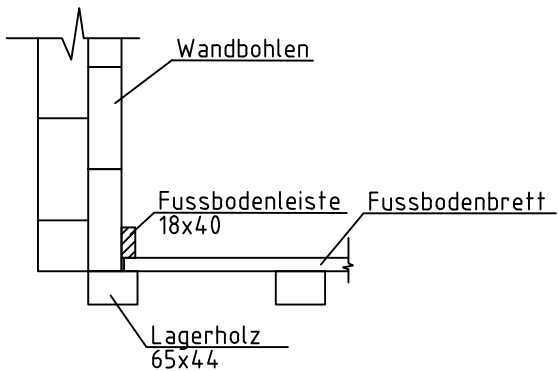 Wandbohlen
Fussbodenleiste
18x40
Fussbodenbrett
Lagerholz
65x44